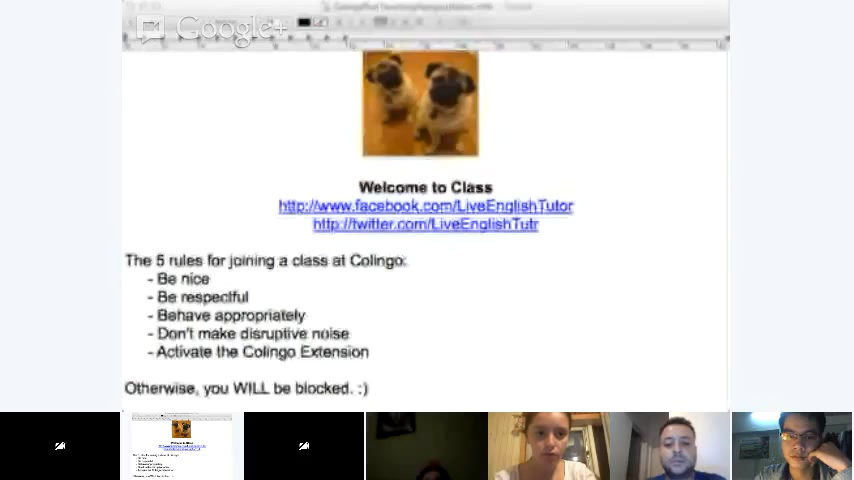 Google+
Welcome to Class
http://www.facebook.com/LiveEnglishTutor
http://twitter.com/LiveEnglishTutr
The 5 rules for joining a class at Colingo:
- Be nice
- Be respectful
- Behave appropriately
- Don't make disruptive noise
- Activate the Colingo Extension
Otherwise, you WILL be blocked. :)